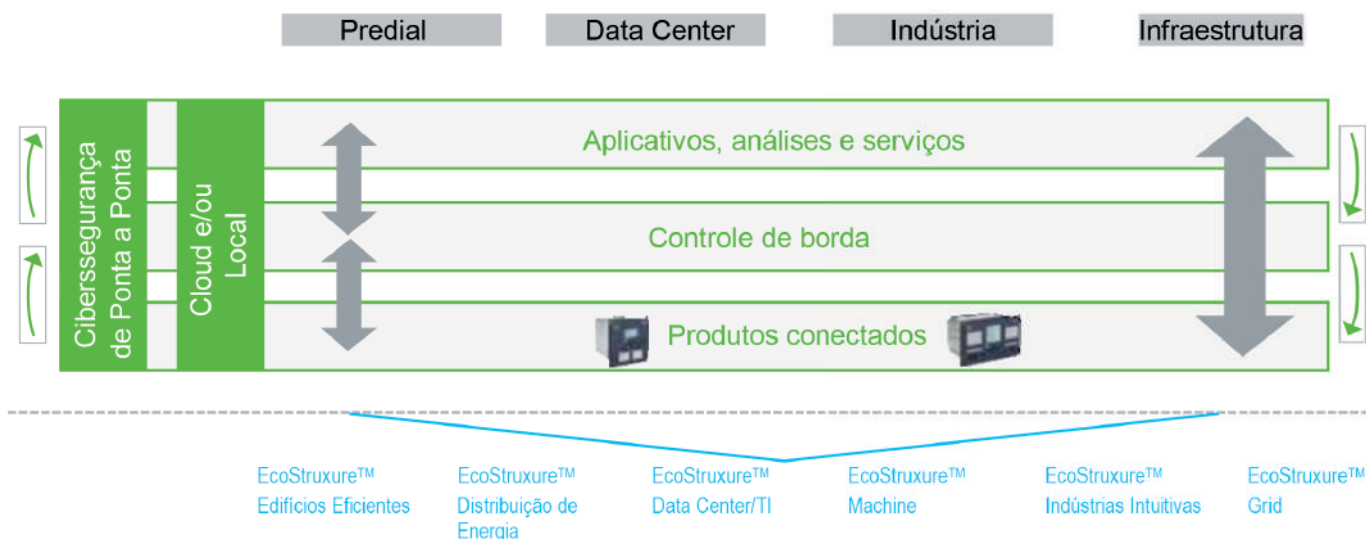 Predial
Data Center
Indústria
Infraestrutura
Ciberssegurança
de Ponta a Ponta
Cloud e/ou
Local
Aplicativos, análises e serviços
Controle de borda
Produtos conectados
EcoStruxure™
Edifícios Eficientes
EcoStruxure™
Distribuição de
Energia
EcoStruxure™
Data Center/TI
EcoStruxure™
Machine
EcoStruxure™
Indústrias Intuitivas
EcoStruxure™
Grid